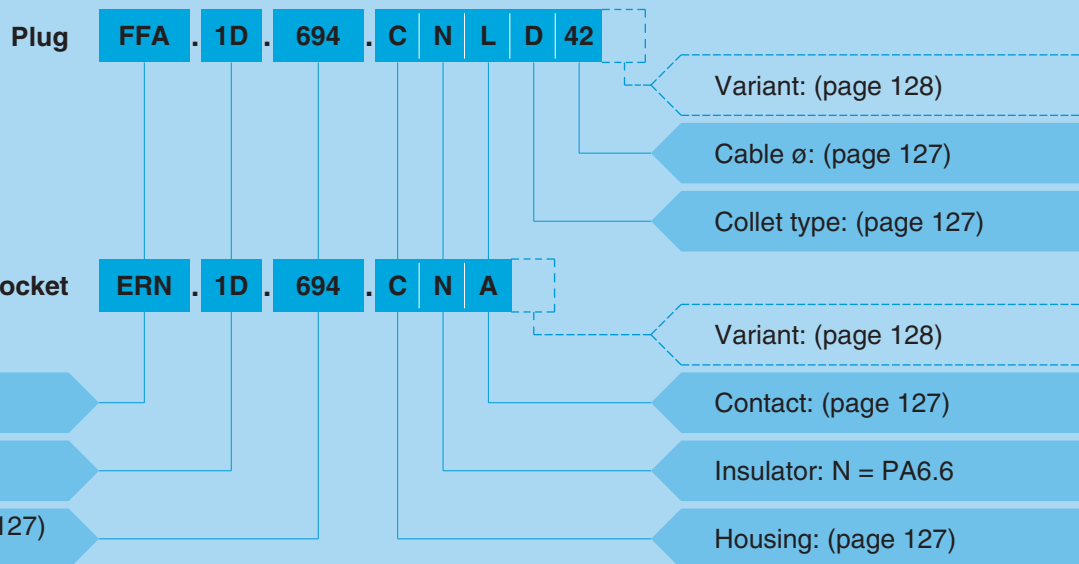 Plug FFA . 1D . 694 . C N L D 42
Variant: (page 128)
Cable ø: (page 127)
Collet type: (page 127)
ocket ERN . 1D . 694 . C N A
Variant: (page 128)
Contact: (page 127)
Insulator: N = PA6.6
127)
Housing: (page 127)